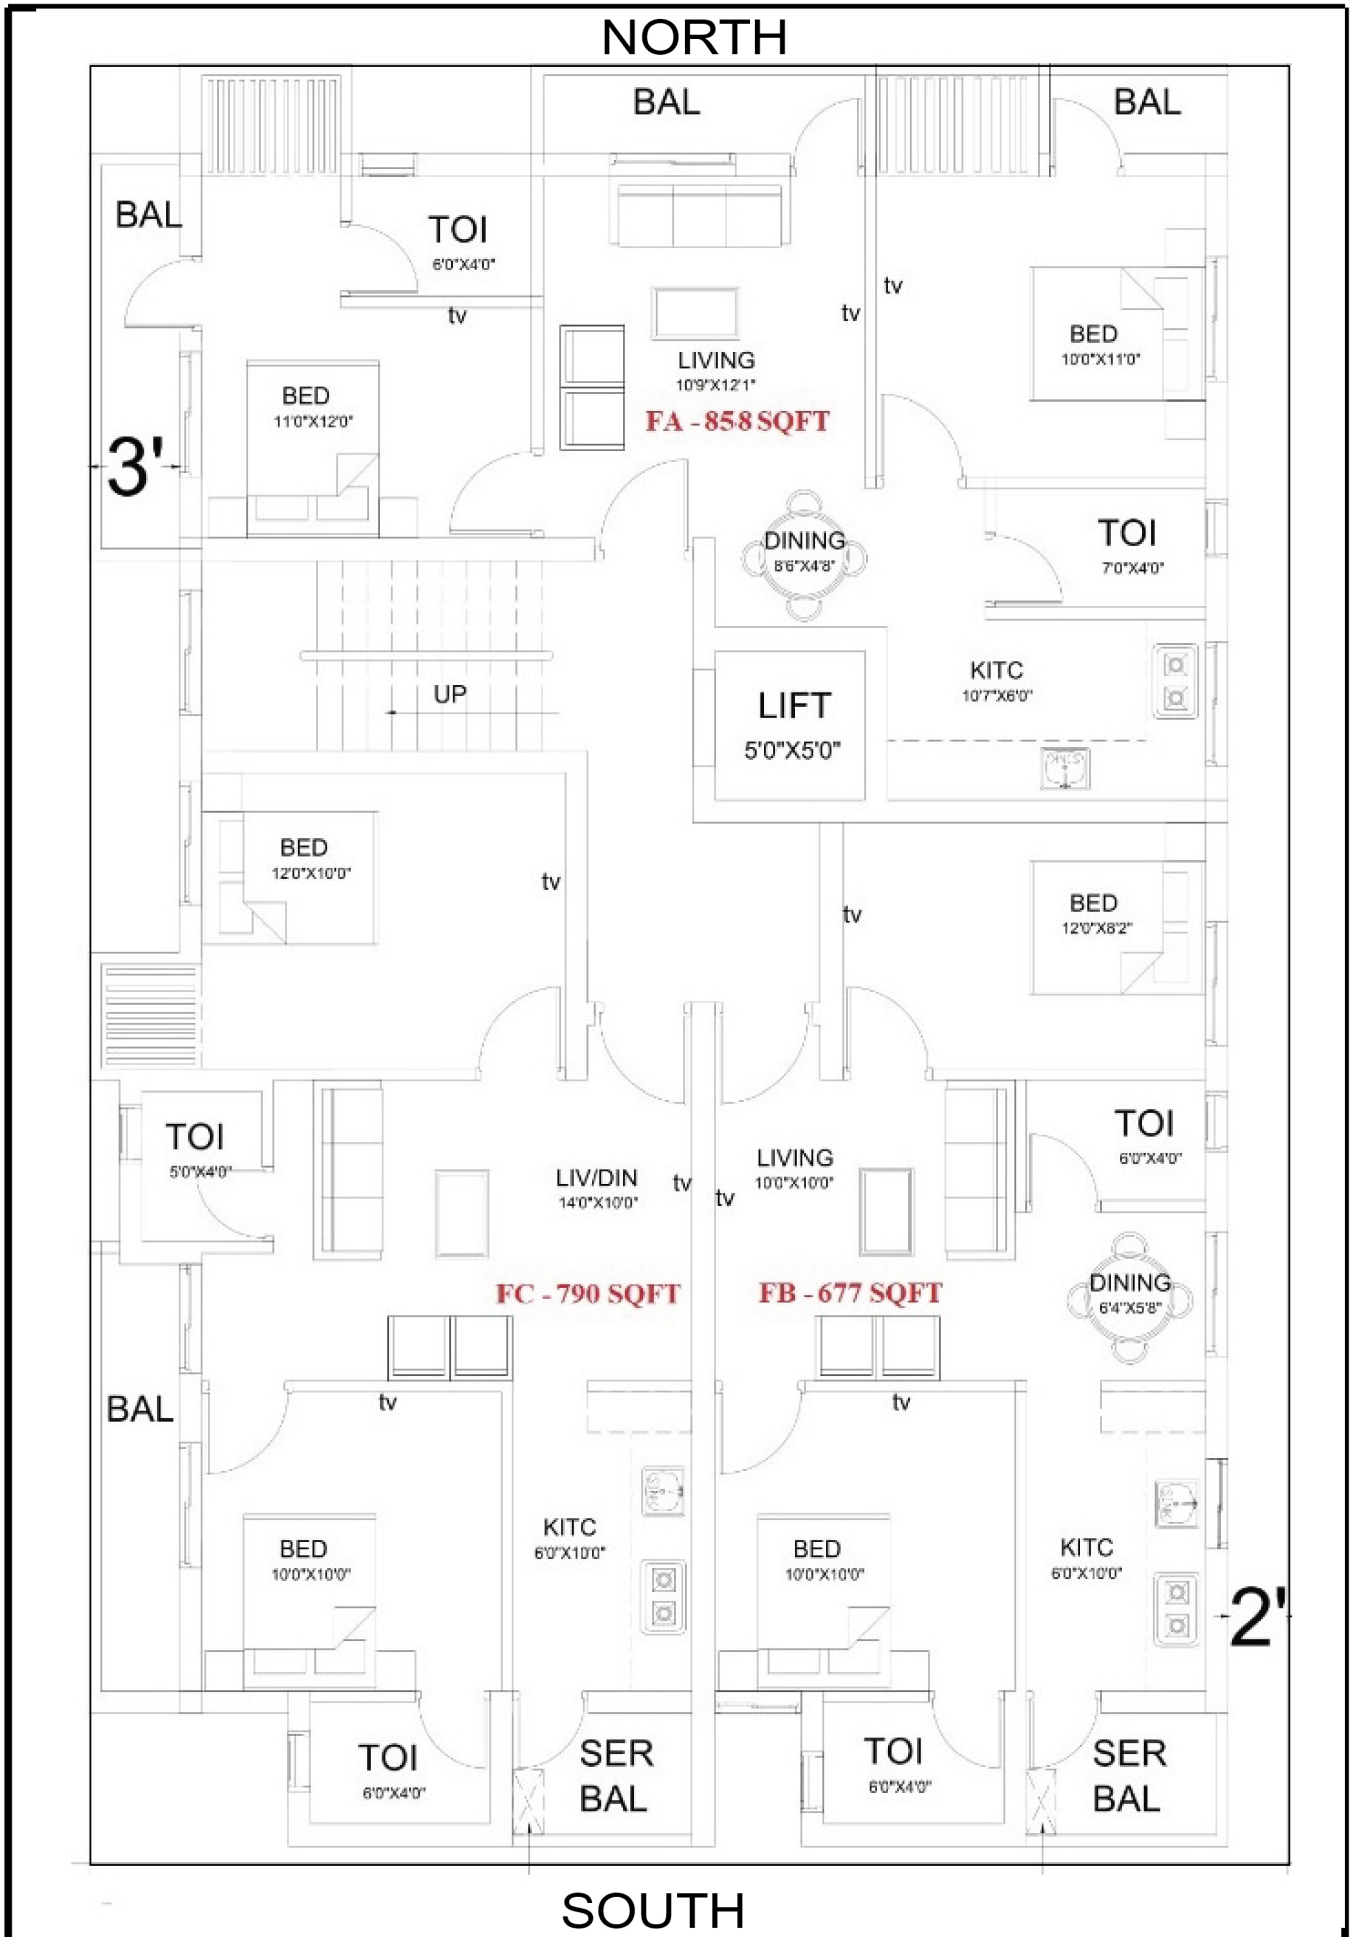 NORTH
BAL
BAL
BAL
TOI
6'0"X4'0"
tv
tv
tv
BED
10'0"X11'0"
LIVING
10'9"X12'1"
BED
11'0"X12'0"
FA - 858 SQFT
3'
DINING
8'6"X4'8"
TOI
7'0"X4'0"
KITC
10'7"X6'0"
UP
LIFT
5'0"X5'0"
SINK
BED
12'0"X10'0"
tv
tv
BED
12'0"X8'2"
TOI
5'0"X4'0"
LIV/DIN
14'0"X10'0"
tv
tv
LIVING
10'0"X10'0"
TOI
6'0"X4'0"
FC - 790 SQFT
FB - 677 SQFT
DINING
6'4"X5'8"
BAL
tv
tv
SINK
SINK
KITC
6'0"X10'0"
BED
10'0"X10'0"
BED
10'0"X10'0"
KITC
6'0"X10'0"
2'
TOI
6'0"X4'0"
SER
BAL
TOI
6'0"X4'0"
SER
BAL
SOUTH